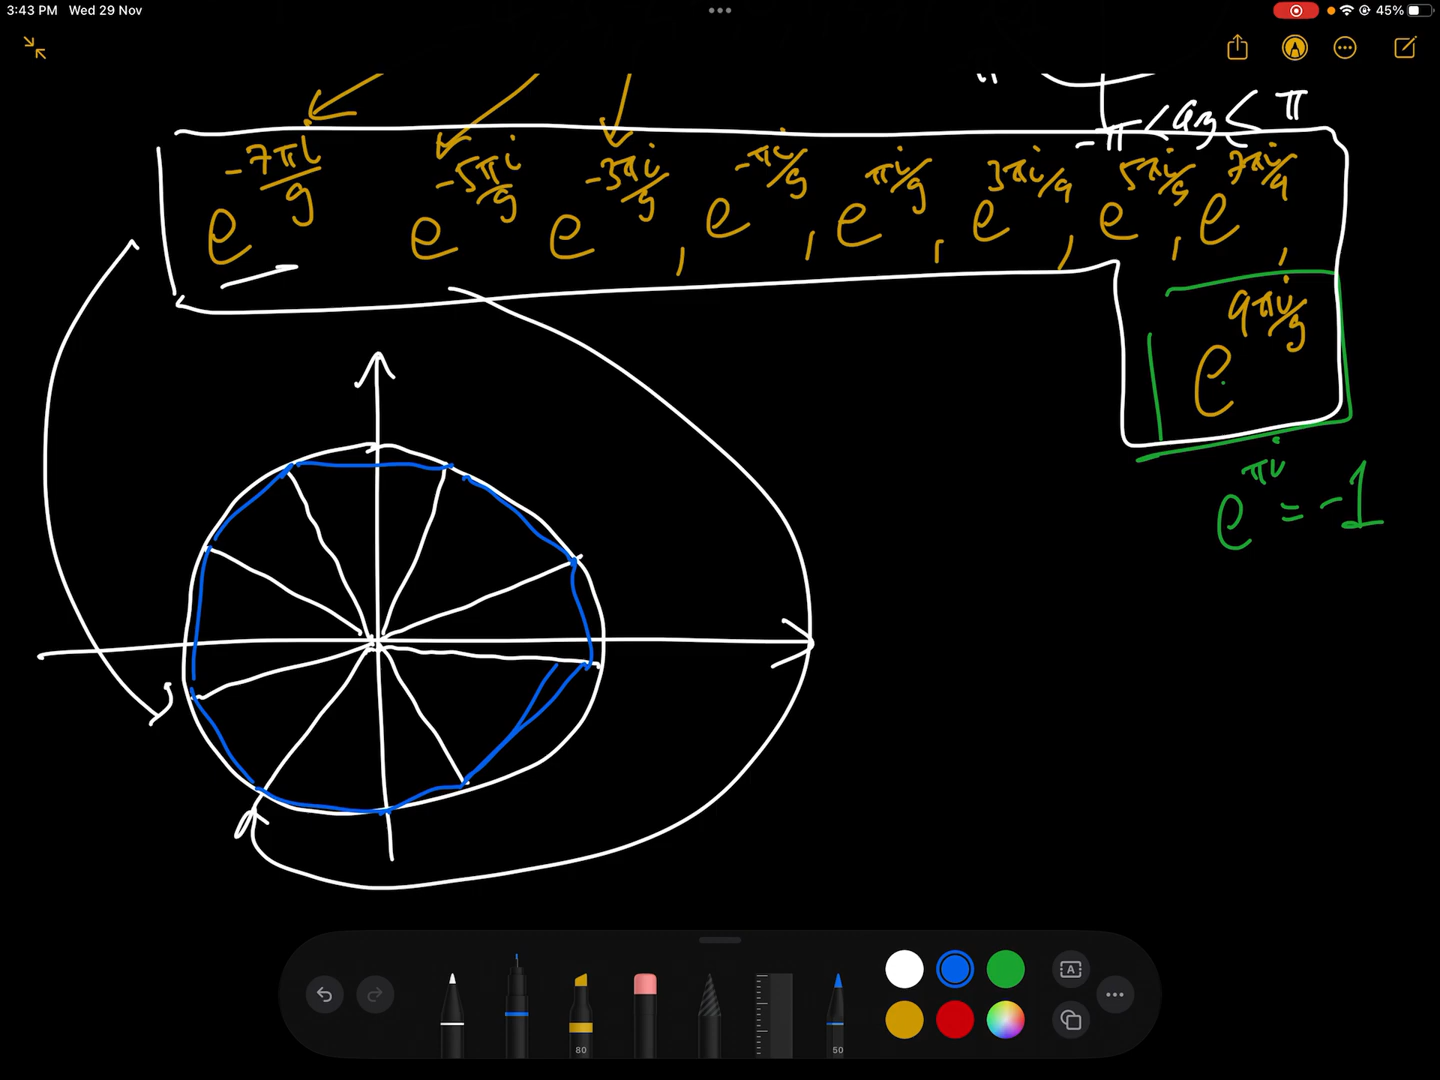 3:43 PM Wed 29 Nov
45%
-π < arg < π
e^{-7πi/9} e^{-5πi/9} e^{-3πi/9}, e^{-πi/9}, e^{πi/9}, e^{3πi/9}, e^{5πi/9}, e^{7πi/9},
e^{9πi/9}
e^{πi} = -1
A
80
50